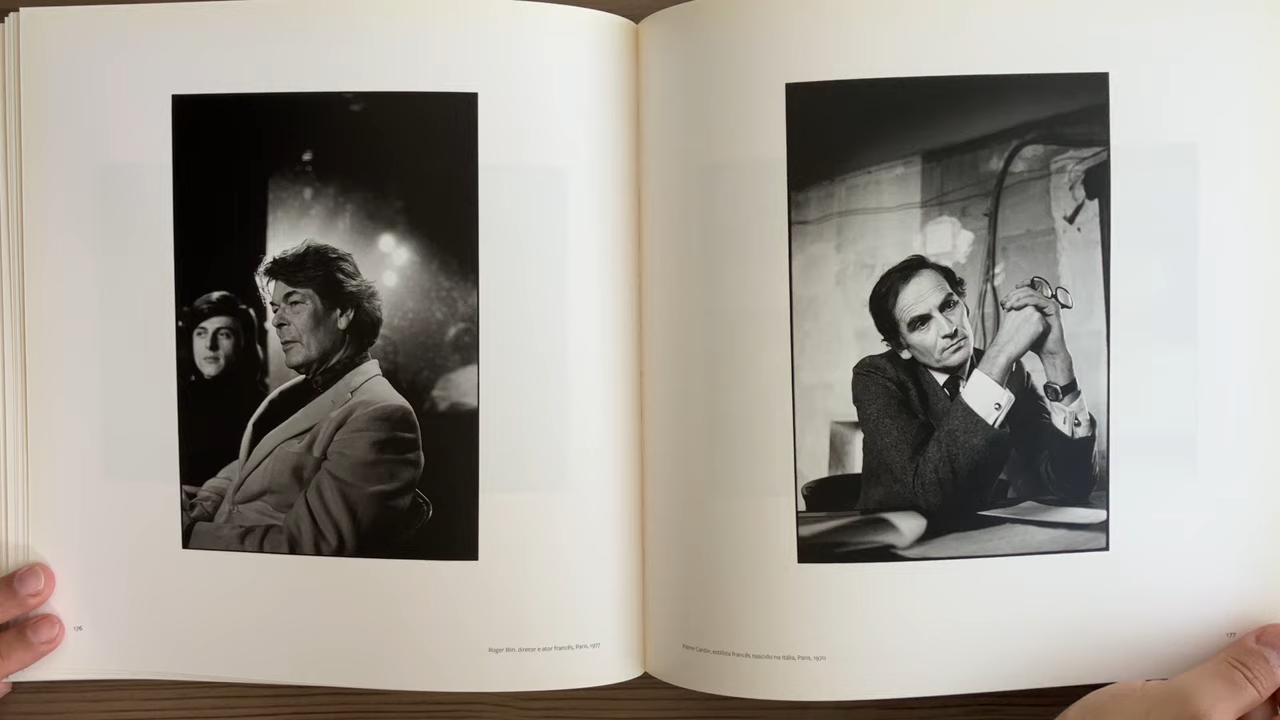 176
Roger Blin, diretor e ator francês, Paris, 1977
177
Pierre Cardin, estilista francês, nascido na Itália, Paris, 1970